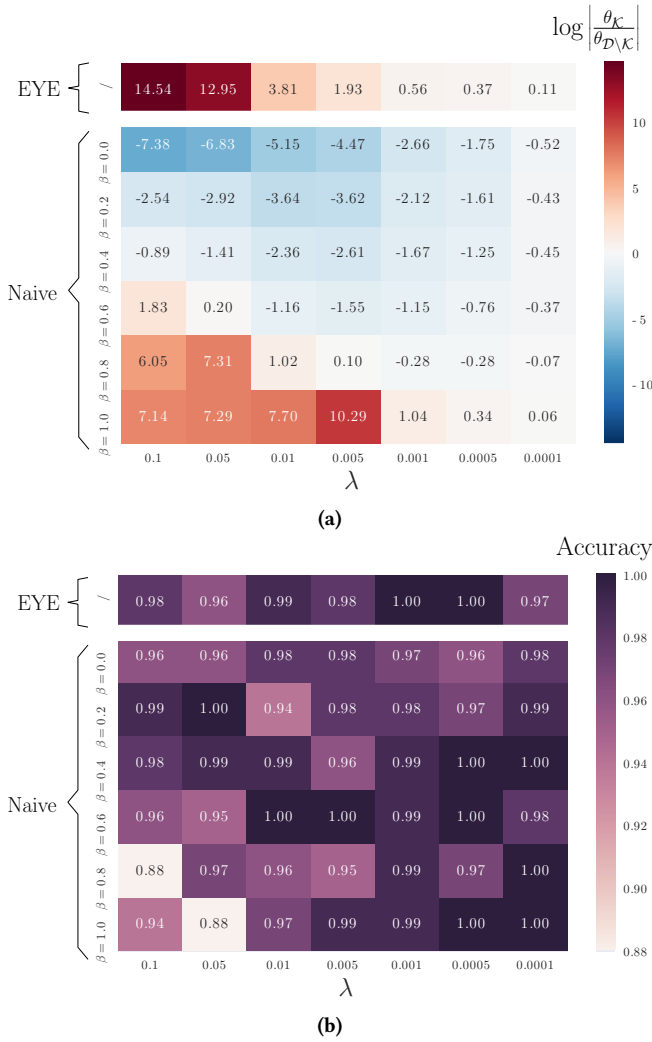 log |θ_K / θ_{D\K}|
EYE / 14.54 12.95 3.81 1.93 0.56 0.37 0.11
Naive
β = 0.0 -7.38 -6.83 -5.15 -4.47 -2.66 -1.75 -0.52
β = 0.2 -2.54 -2.92 -3.64 -3.62 -2.12 -1.61 -0.43
β = 0.4 -0.89 -1.41 -2.36 -2.61 -1.67 -1.25 -0.45
β = 0.6 1.83 0.20 -1.16 -1.55 -1.15 -0.76 -0.37
β = 0.8 6.05 7.31 1.02 0.10 -0.28 -0.28 -0.07
β = 1.0 7.14 7.29 7.70 10.29 1.04 0.34 0.06
0.1 0.05 0.01 0.005 0.001 0.0005 0.0001
λ
10
5
0
- 5
- 10
(a)
Accuracy
EYE / 0.98 0.96 0.99 0.98 1.00 1.00 0.97
Naive
β = 0.0 0.96 0.96 0.98 0.98 0.97 0.96 0.98
β = 0.2 0.99 1.00 0.94 0.98 0.98 0.97 0.99
β = 0.4 0.98 0.99 0.99 0.96 0.99 1.00 1.00
β = 0.6 0.96 0.95 1.00 1.00 0.99 1.00 0.98
β = 0.8 0.88 0.97 0.96 0.95 0.99 0.97 1.00
β = 1.0 0.94 0.88 0.97 0.99 0.99 1.00 1.00
0.1 0.05 0.01 0.005 0.001 0.0005 0.0001
λ
1.00
0.98
0.96
0.94
0.92
0.90
0.88
(b)